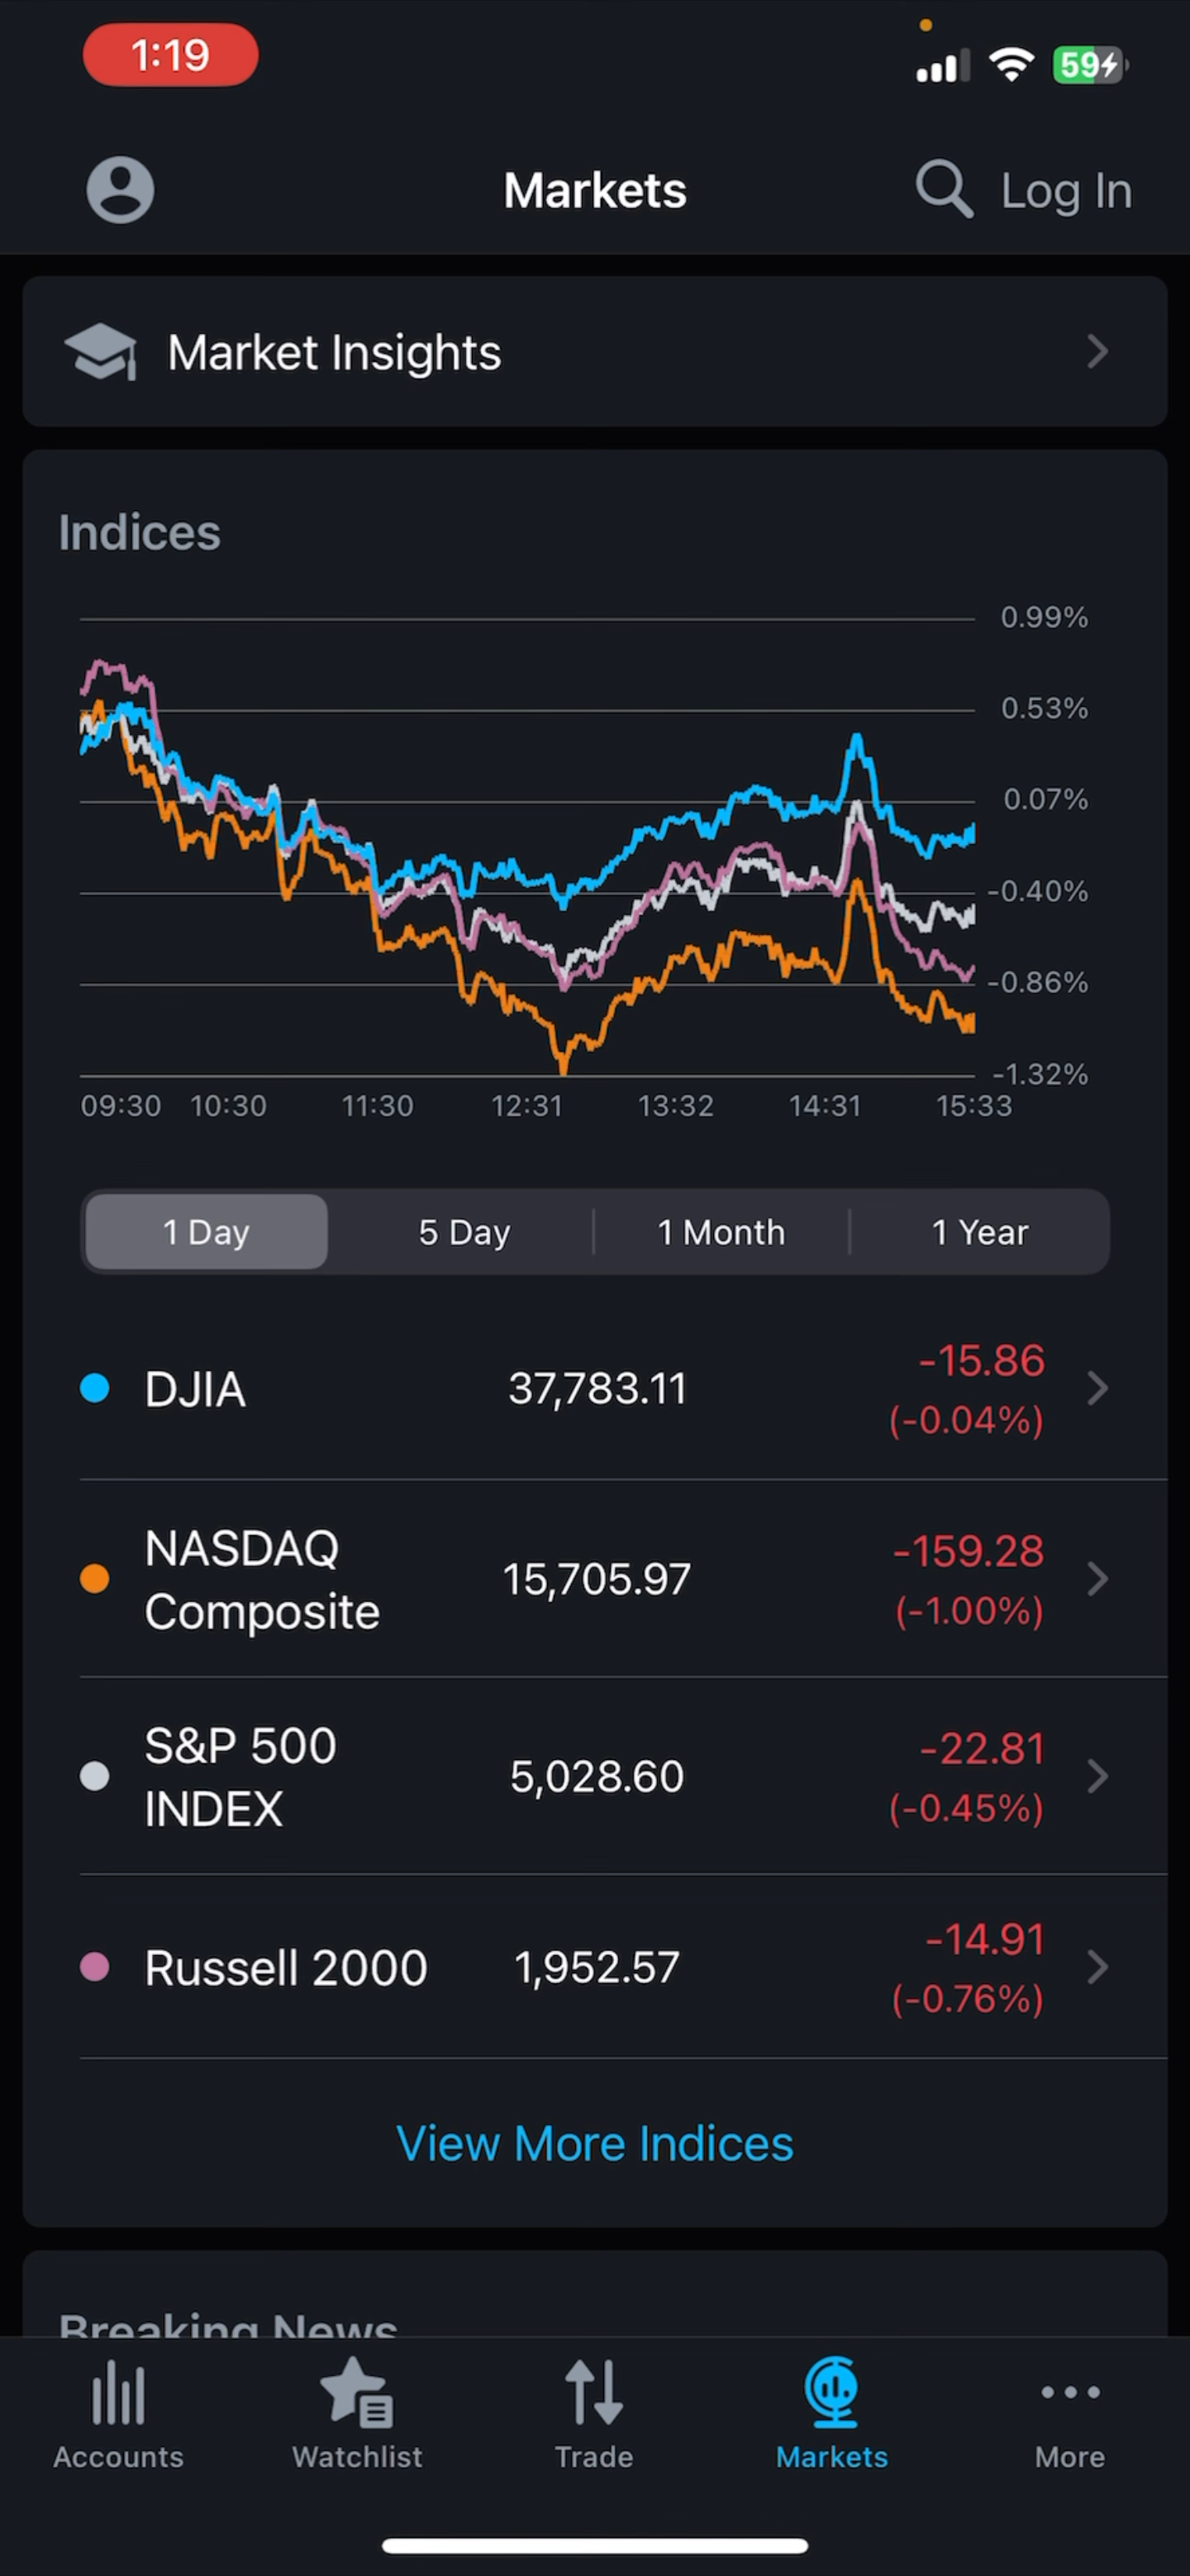 1:19
59
Markets
Log In
Market Insights
Indices
0.99%
0.53%
0.07%
-0.40%
-0.86%
-1.32%
09:30 10:30 11:30 12:31 13:32 14:31 15:33
1 Day 5 Day 1 Month 1 Year
DJIA 37,783.11 -15.86
(-0.04%)
NASDAQ
Composite 15,705.97 -159.28
(-1.00%)
S&P 500
INDEX 5,028.60 -22.81
(-0.45%)
Russell 2000 1,952.57 -14.91
(-0.76%)
View More Indices
Breaking News
Accounts Watchlist Trade Markets More